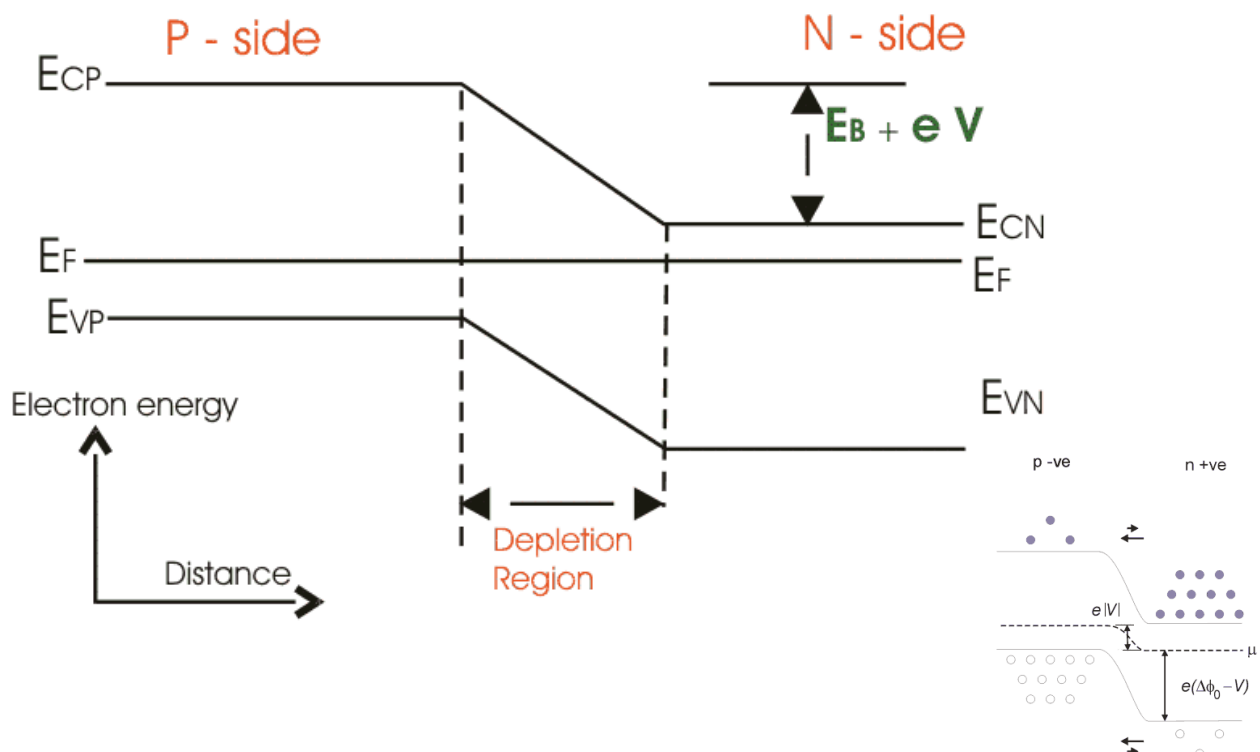 P - side
N - side
ECP
EB + e V
ECN
EF
EF
EVP
EVN
Electron energy
Depletion
Region
Distance
p -ve
n +ve
e|V|
μ
e(Δϕ0 – V)